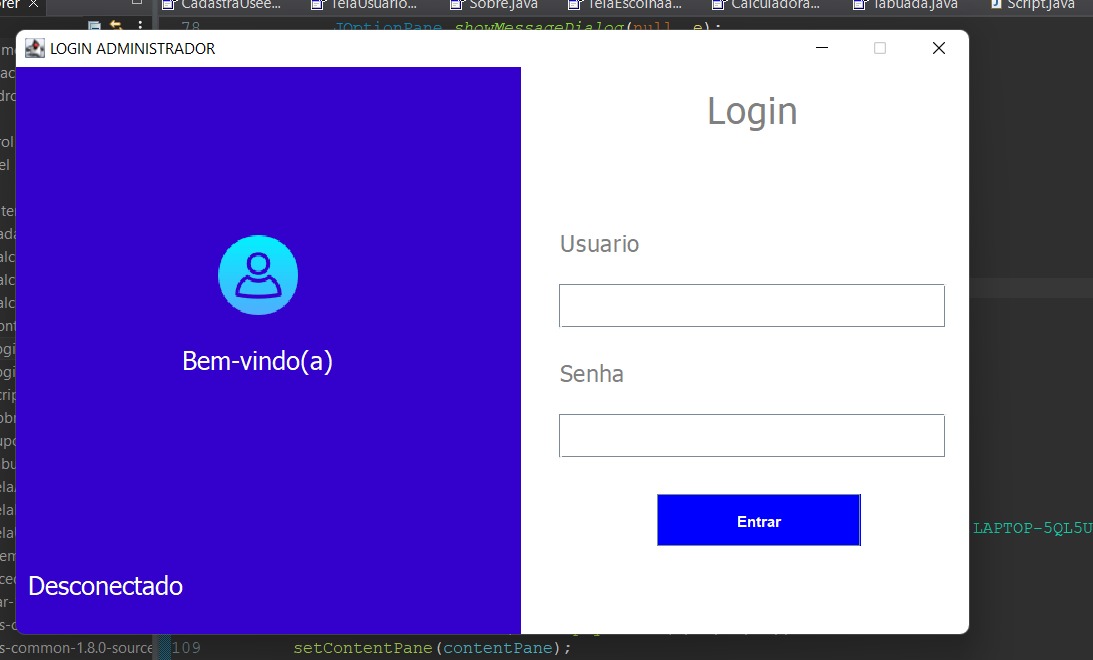 CadastraUsee...
TelaUsuario...
Sobre.java
TelaEscolhaa...
Calculadora...
Tabuada.java
Script.java
78 JOptionPane.showMessageDialog(null, e);
LOGIN ADMINISTRADOR
Login
Usuario
Bem-vindo(a)
Senha
Entrar
LAPTOP-5QL5U
Desconectado
s-common-1.8.0-source
109 setContentPane(contentPane);